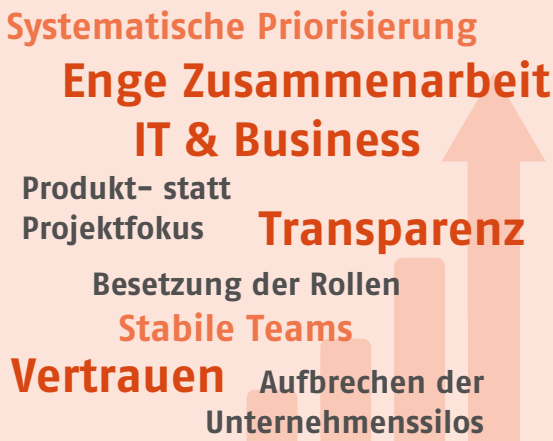 Systematische Priorisierung
Enge Zusammenarbeit
IT & Business
Produkt- statt
Projektfokus
Transparenz
Besetzung der Rollen
Stabile Teams
Vertrauen
Aufbrechen der
Unternehmenssilos